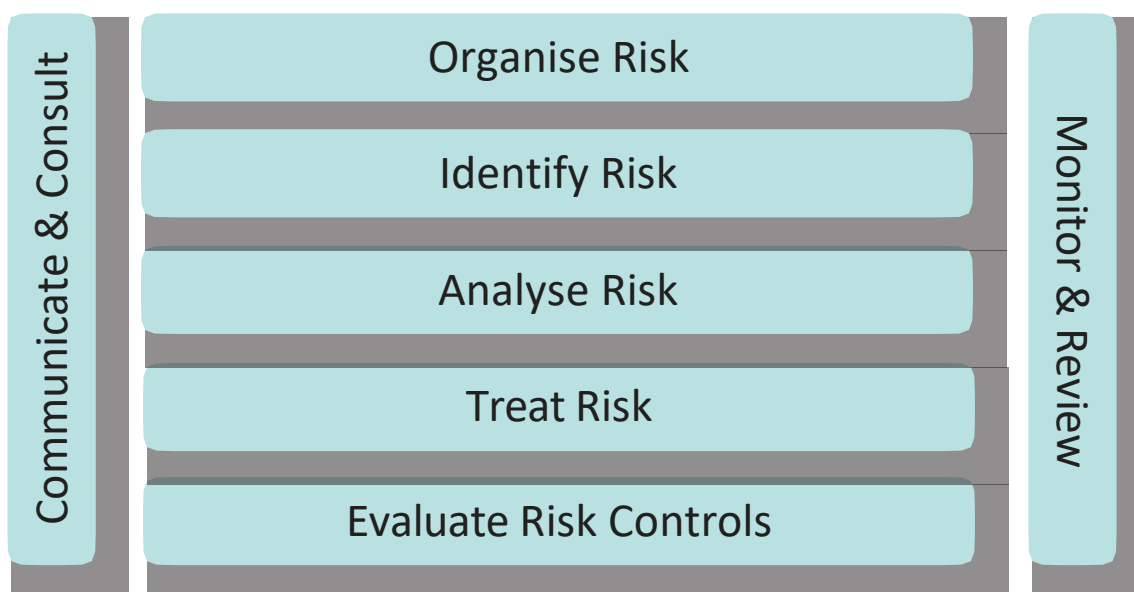 Communicate & Consult
Organise Risk
Identify Risk
Analyse Risk
Treat Risk
Evaluate Risk Controls
Monitor & Review